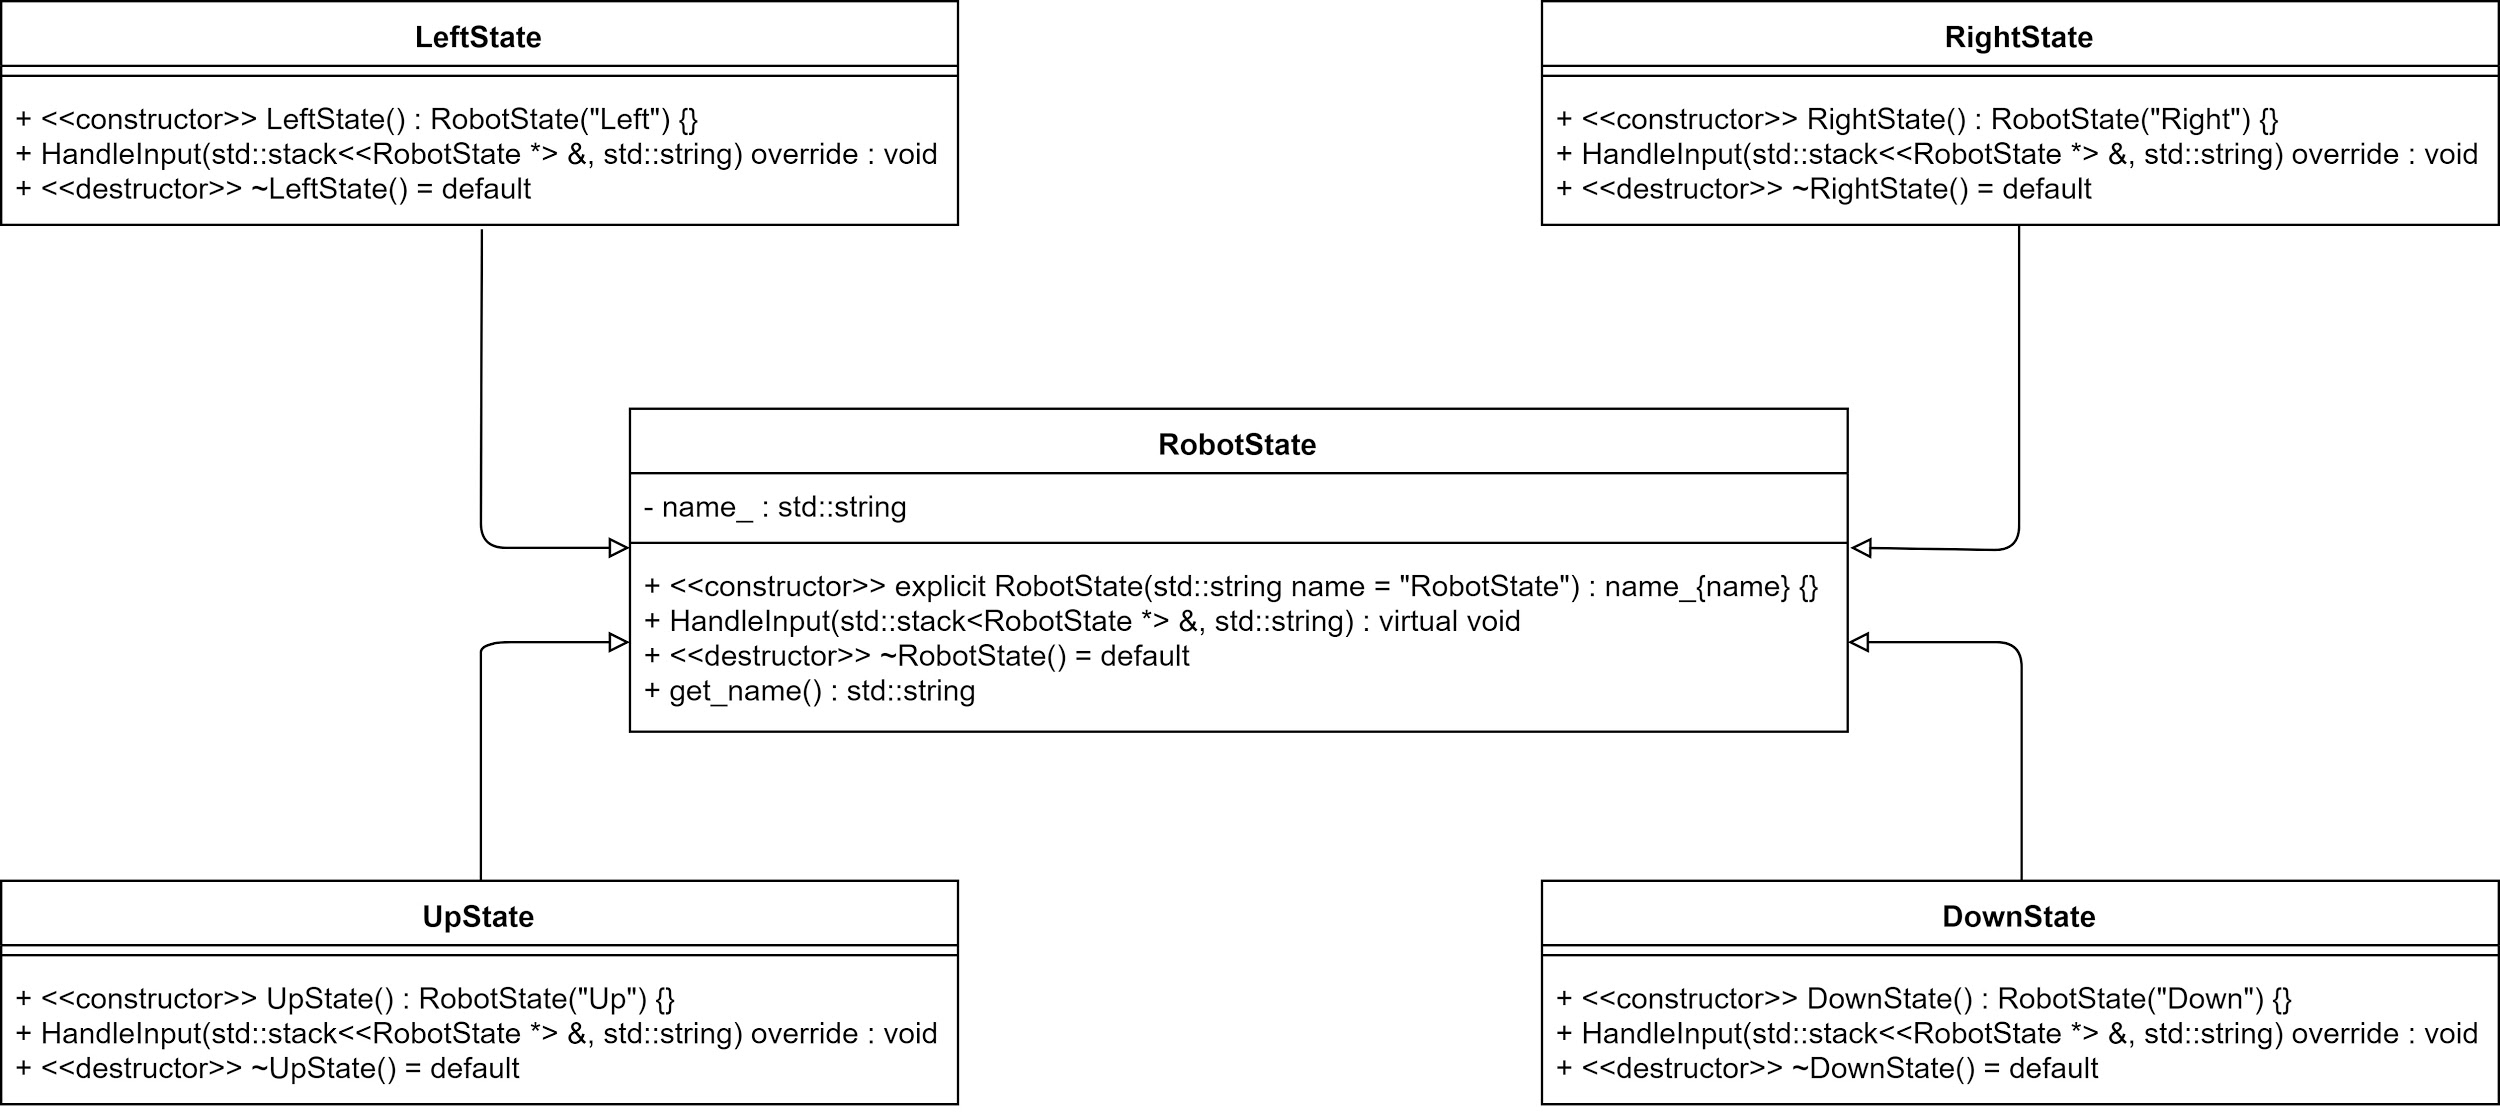 LeftState
+ <<constructor>> LeftState() : RobotState("Left") {}
+ HandleInput(std::stack<<RobotState *> &, std::string) override : void
+ <<destructor>> ~LeftState() = default
RightState
+ <<constructor>> RightState() : RobotState("Right") {}
+ HandleInput(std::stack<<RobotState *> &, std::string) override : void
+ <<destructor>> ~RightState() = default
RobotState
- name_ : std::string
+ <<constructor>> explicit RobotState(std::string name = "RobotState") : name_{name} {}
+ HandleInput(std::stack<RobotState *> &, std::string) : virtual void
+ <<destructor>> ~RobotState() = default
+ get_name() : std::string
UpState
+ <<constructor>> UpState() : RobotState("Up") {}
+ HandleInput(std::stack<<RobotState *> &, std::string) override : void
+ <<destructor>> ~UpState() = default
DownState
+ <<constructor>> DownState() : RobotState("Down") {}
+ HandleInput(std::stack<<RobotState *> &, std::string) override : void
+ <<destructor>> ~DownState() = default